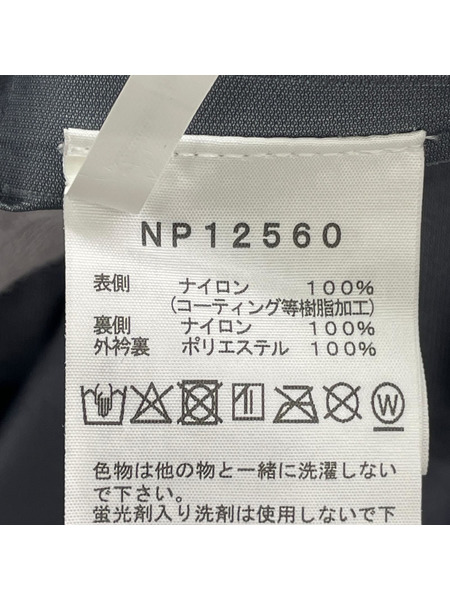 NP12560
表側 ナイロン 100%
(コーティング等樹脂加工)
裏側 ナイロン 100%
外衿裏 ポリエステル 100%
W
色物は他の物と一緒に洗濯しない
で下さい。
蛍光剤入り洗剤は使用しないで下